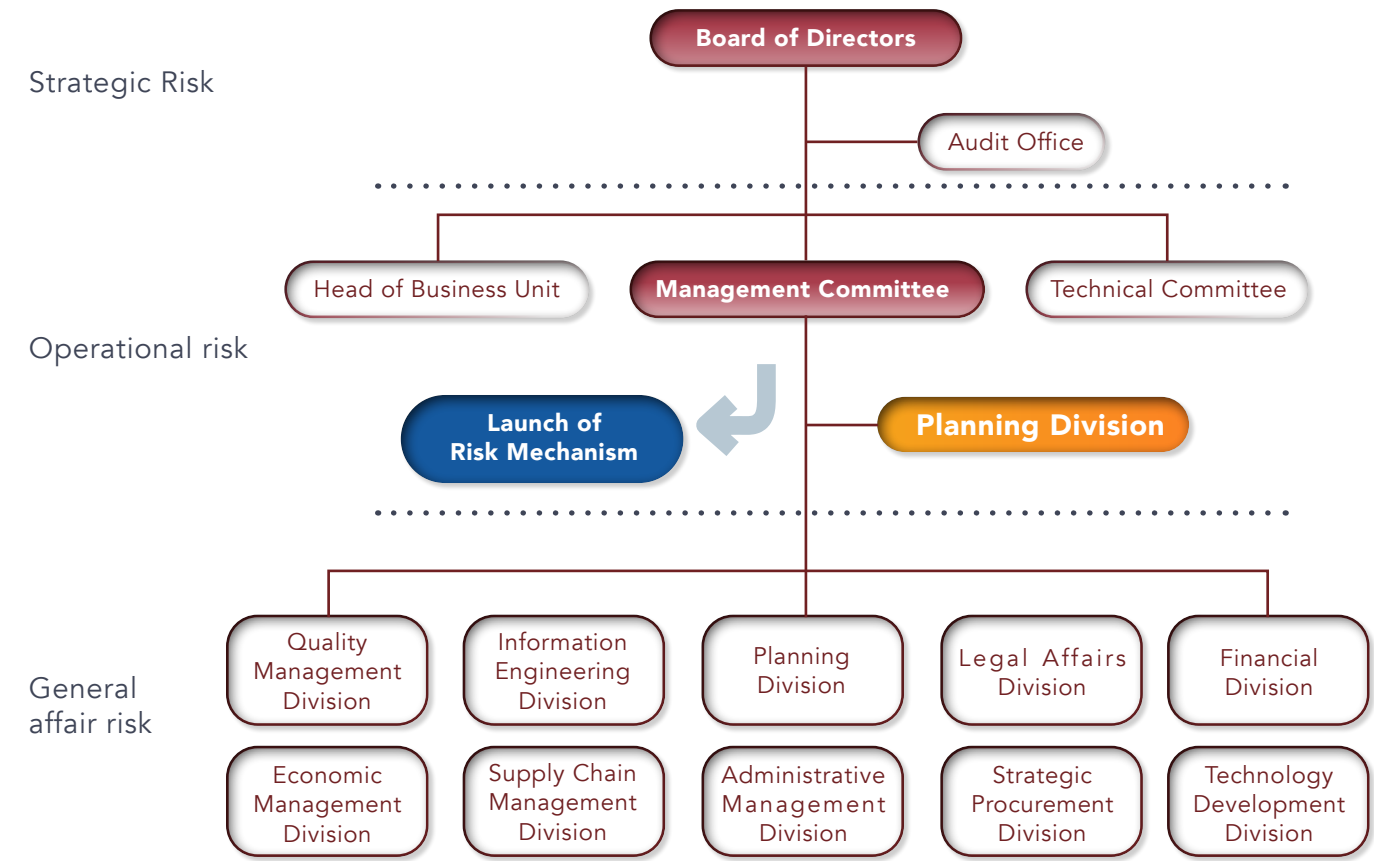 Board of Directors
Strategic Risk
Audit Office
Head of Business Unit
Management Committee
Technical Committee
Operational risk
Launch of
Risk Mechanism
Planning Division
General
affair risk
Quality
Management
Division
Information
Engineering
Division
Planning
Division
Legal Affairs
Division
Financial
Division
Economic
Management
Division
Supply Chain
Management
Division
Administrative
Management
Division
Strategic
Procurement
Division
Technology
Development
Division